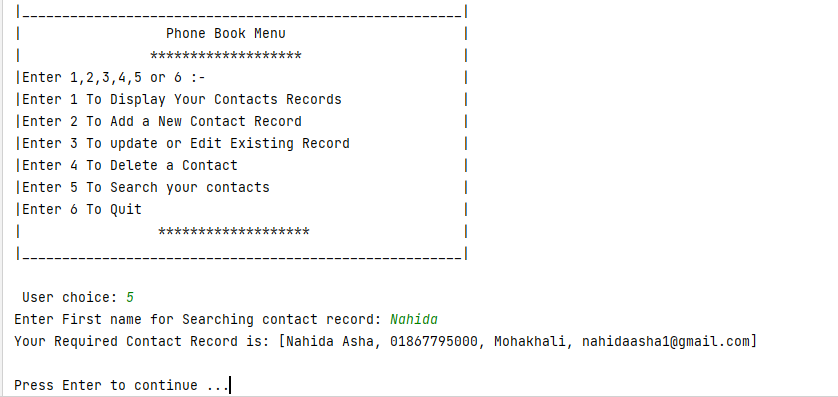 |_______________________________________________________|
| Phone Book Menu |
| ******************* |
|Enter 1,2,3,4,5 or 6 :- |
|Enter 1 To Display Your Contacts Records |
|Enter 2 To Add a New Contact Record |
|Enter 3 To update or Edit Existing Record |
|Enter 4 To Delete a Contact |
|Enter 5 To Search your contacts |
|Enter 6 To Quit |
| ******************* |
|_______________________________________________________|
User choice: 5
Enter First name for Searching contact record: Nahida
Your Required Contact Record is: [Nahida Asha, 01867795000, Mohakhali, nahidaasha1@gmail.com]
Press Enter to continue ...